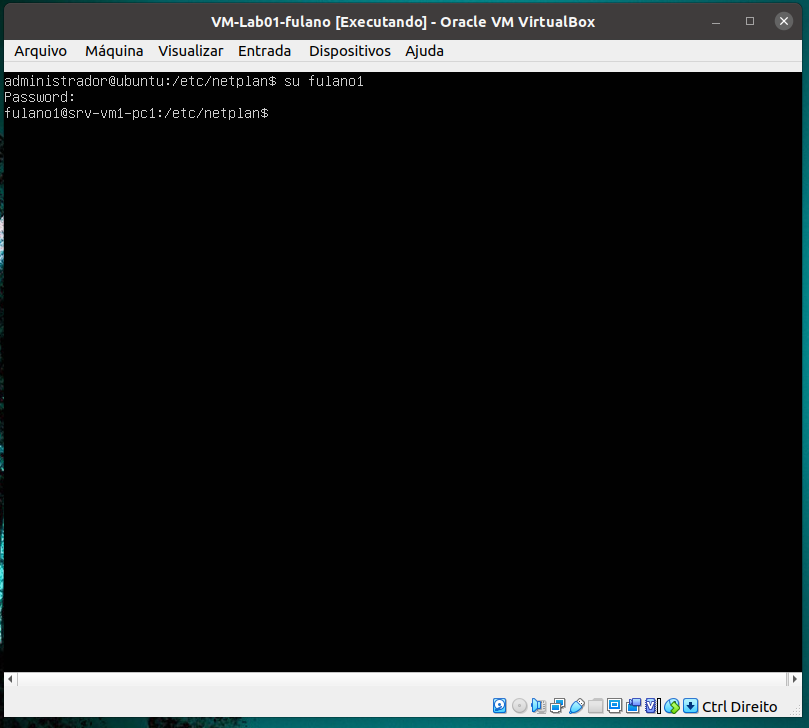 VM-Lab01-fulano [Executando] - Oracle VM VirtualBox
Arquivo Máquina Visualizar Entrada Dispositivos Ajuda
administrador@ubuntu:/etc/netplan$ su fulano1
Password:
fulano1@srv-vm1-pc1:/etc/netplan$
Ctrl Direito